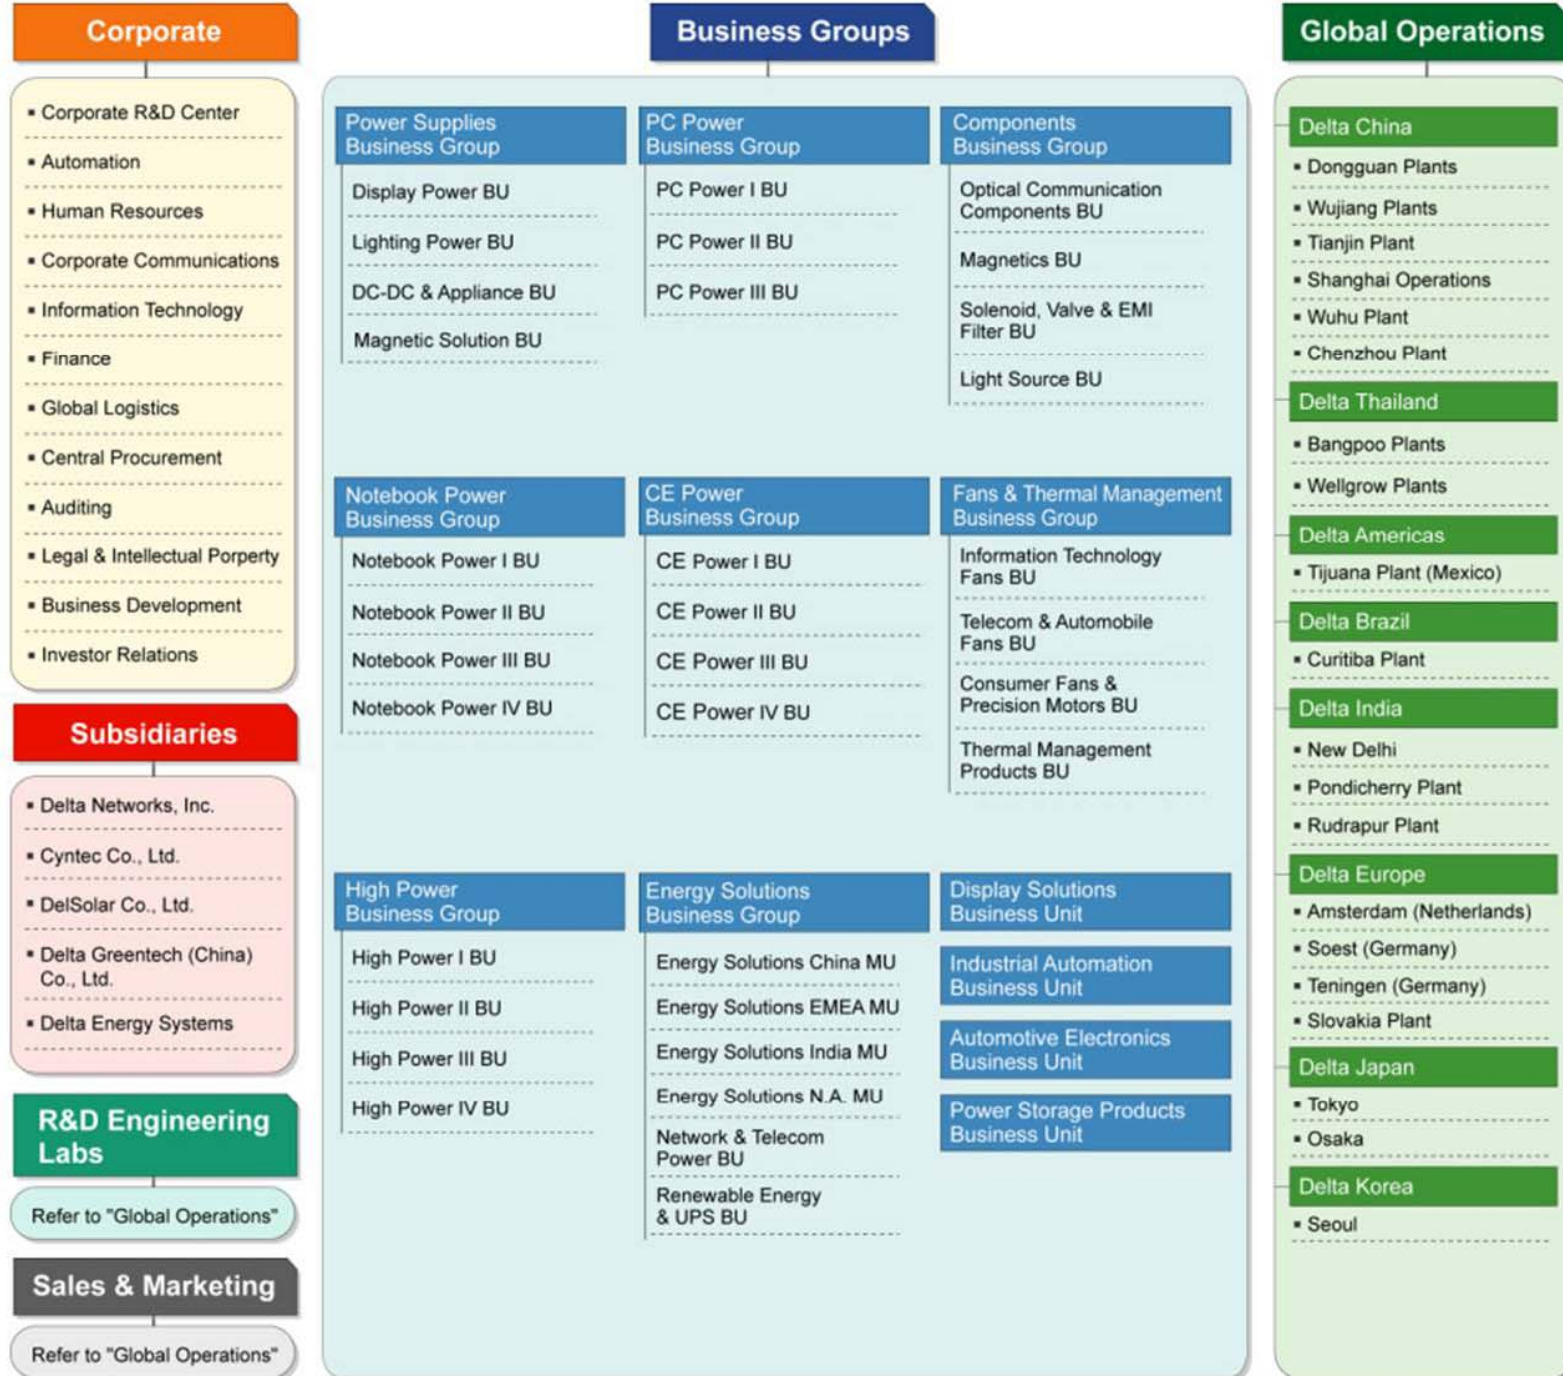 Corporate
▪ Corporate R&D Center
▪ Automation
▪ Human Resources
▪ Corporate Communications
▪ Information Technology
▪ Finance
▪ Global Logistics
▪ Central Procurement
▪ Auditing
▪ Legal & Intellectual Porperty
▪ Business Development
▪ Investor Relations
Subsidiaries
▪ Delta Networks, Inc.
▪ Cyntec Co., Ltd.
▪ DelSolar Co., Ltd.
▪ Delta Greentech (China)
Co., Ltd.
▪ Delta Energy Systems
R&D Engineering
Labs
Refer to "Global Operations"
Sales & Marketing
Refer to "Global Operations"
Business Groups
Power Supplies
Business Group
Display Power BU
Lighting Power BU
DC-DC & Appliance BU
Magnetic Solution BU
PC Power
Business Group
PC Power I BU
PC Power II BU
PC Power III BU
Components
Business Group
Optical Communication
Components BU
Magnetics BU
Solenoid, Valve & EMI
Filter BU
Light Source BU
Notebook Power
Business Group
Notebook Power I BU
Notebook Power II BU
Notebook Power III BU
Notebook Power IV BU
CE Power
Business Group
CE Power I BU
CE Power II BU
CE Power III BU
CE Power IV BU
Fans & Thermal Management
Business Group
Information Technology
Fans BU
Telecom & Automobile
Fans BU
Consumer Fans &
Precision Motors BU
Thermal Management
Products BU
High Power
Business Group
High Power I BU
High Power II BU
High Power III BU
High Power IV BU
Energy Solutions
Business Group
Energy Solutions China MU
Energy Solutions EMEA MU
Energy Solutions India MU
Energy Solutions N.A. MU
Network & Telecom
Power BU
Renewable Energy
& UPS BU
Display Solutions
Business Unit
Industrial Automation
Business Unit
Automotive Electronics
Business Unit
Power Storage Products
Business Unit
Global Operations
Delta China
▪ Dongguan Plants
▪ Wujiang Plants
▪ Tianjin Plant
▪ Shanghai Operations
▪ Wuhu Plant
▪ Chenzhou Plant
Delta Thailand
▪ Bangpoo Plants
▪ Wellgrow Plants
Delta Americas
▪ Tijuana Plant (Mexico)
Delta Brazil
▪ Curitiba Plant
Delta India
▪ New Delhi
▪ Pondicherry Plant
▪ Rudrapur Plant
Delta Europe
▪ Amsterdam (Netherlands)
▪ Soest (Germany)
▪ Teningen (Germany)
▪ Slovakia Plant
Delta Japan
▪ Tokyo
▪ Osaka
Delta Korea
▪ Seoul